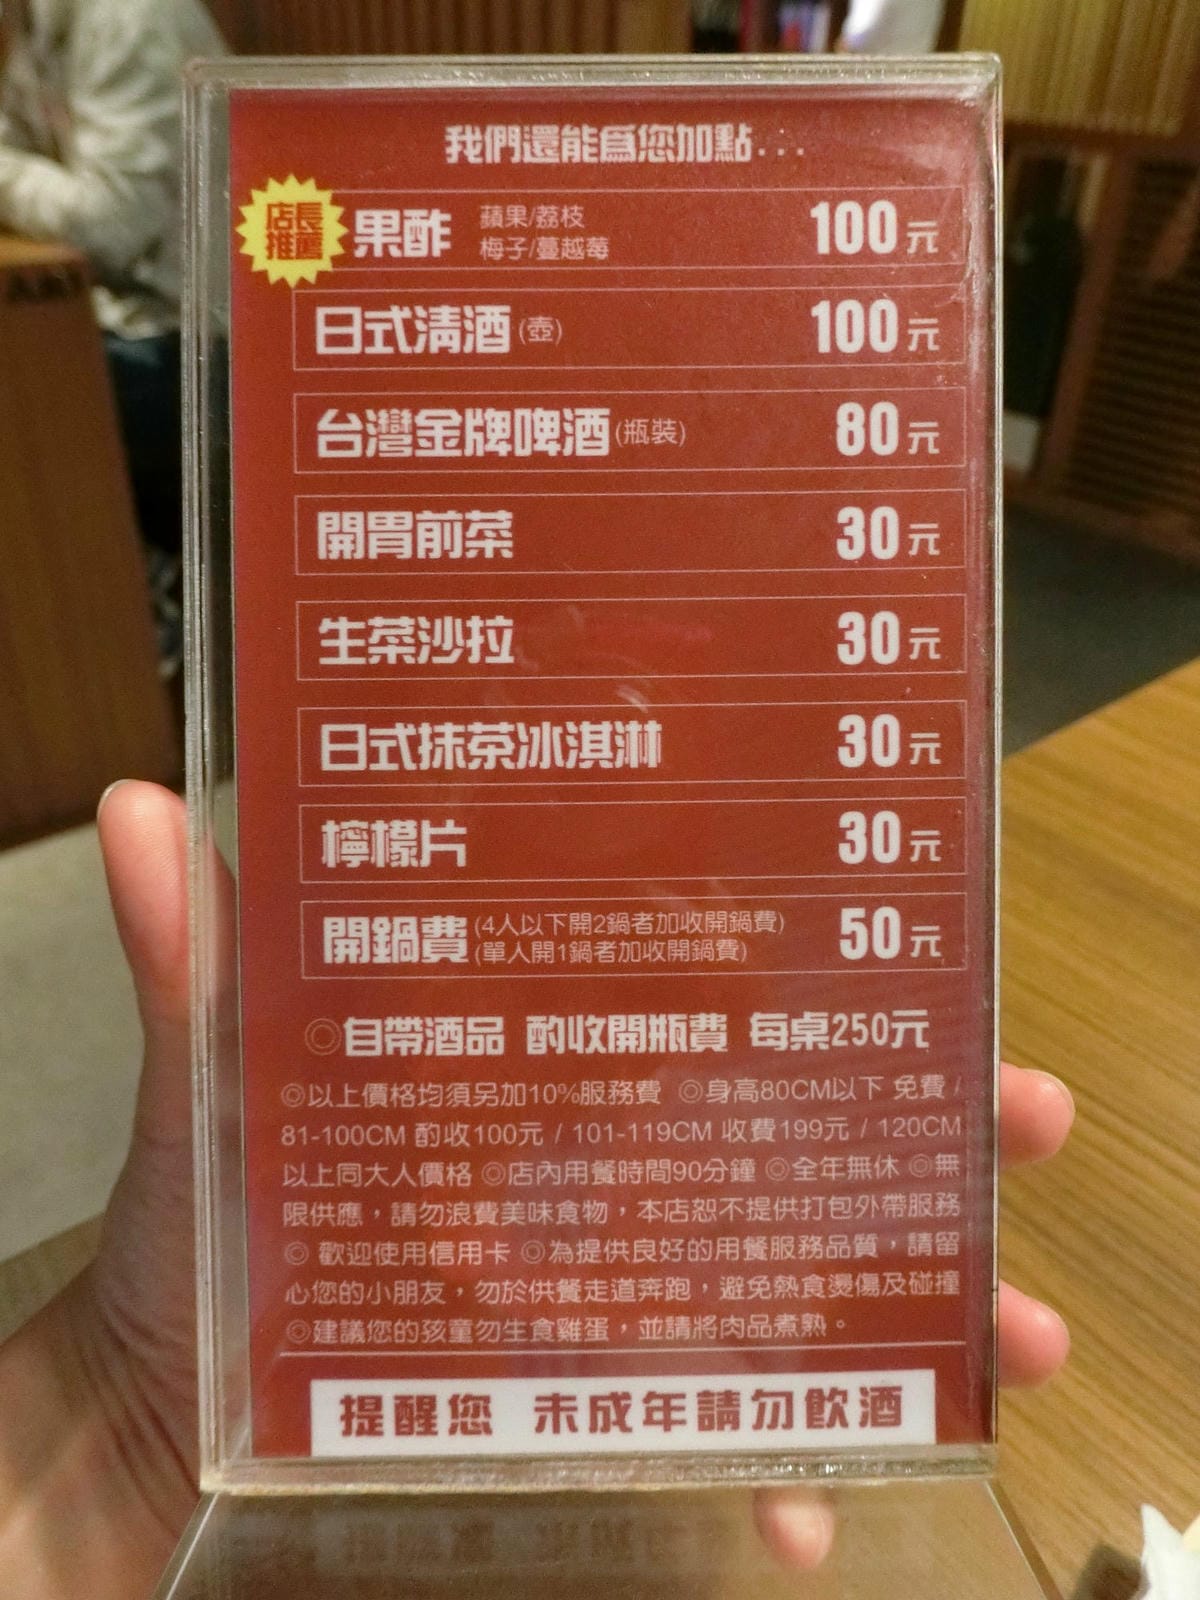 我們還能為您加點...
店長
推薦
果酢 蘋果/荔枝 100元
梅子/蔓越莓
日式清酒(壺) 100元
台灣金牌啤酒(瓶裝) 80元
開胃前菜 30元
生菜沙拉 30元
日式抹茶冰淇淋 30元
檸檬片 30元
開鍋費 (4人以下開2鍋者加收開鍋費) 50元
(單人開1鍋者加收開鍋費)
◎自帶酒品 酌收開瓶費 每桌250元
◎以上價格均須另加10%服務費 ◎身高80CM以下 免費 /
81-100CM 酌收100元 / 101-119CM 收費199元 / 120CM
以上同大人價格 ◎店內用餐時間90分鐘 ◎全年無休 ◎無
限供應，請勿浪費美味食物，本店恕不提供打包外帶服務
◎ 歡迎使用信用卡 ◎為提供良好的用餐服務品質，請留
心您的小朋友，勿於供餐走道奔跑，避免熱食燙傷及碰撞
◎建議您的孩童勿生食雞蛋，並請將肉品煮熟。
提醒您 未成年請勿飲酒